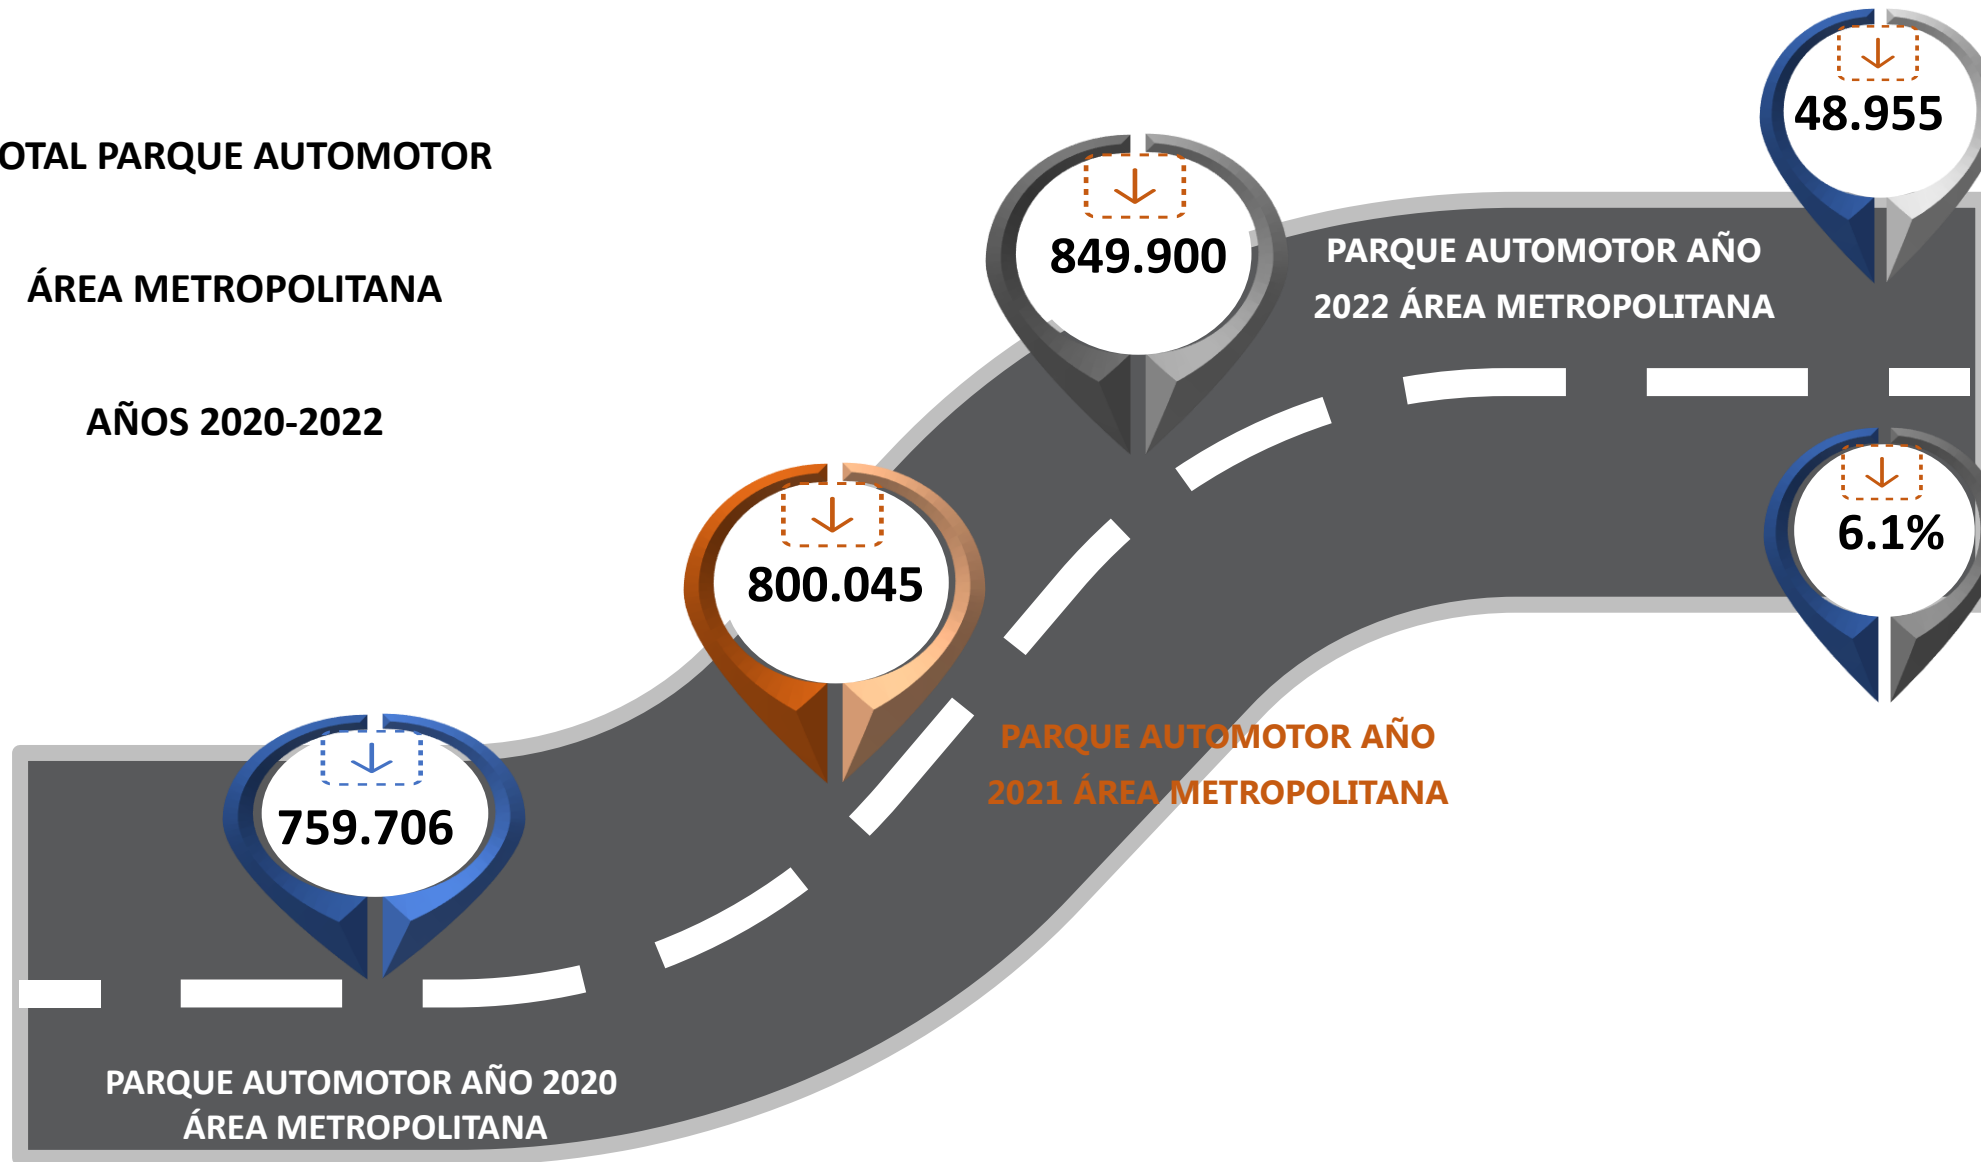 OTAL PARQUE AUTOMOTOR
ÁREA METROPOLITANA
AÑOS 2020-2022
48.955
849.900
PARQUE AUTOMOTOR AÑO
2022 ÁREA METROPOLITANA
6.1%
800.045
PARQUE AUTOMOTOR AÑO
2021 ÁREA METROPOLITANA
759.706
PARQUE AUTOMOTOR AÑO 2020
ÁREA METROPOLITANA